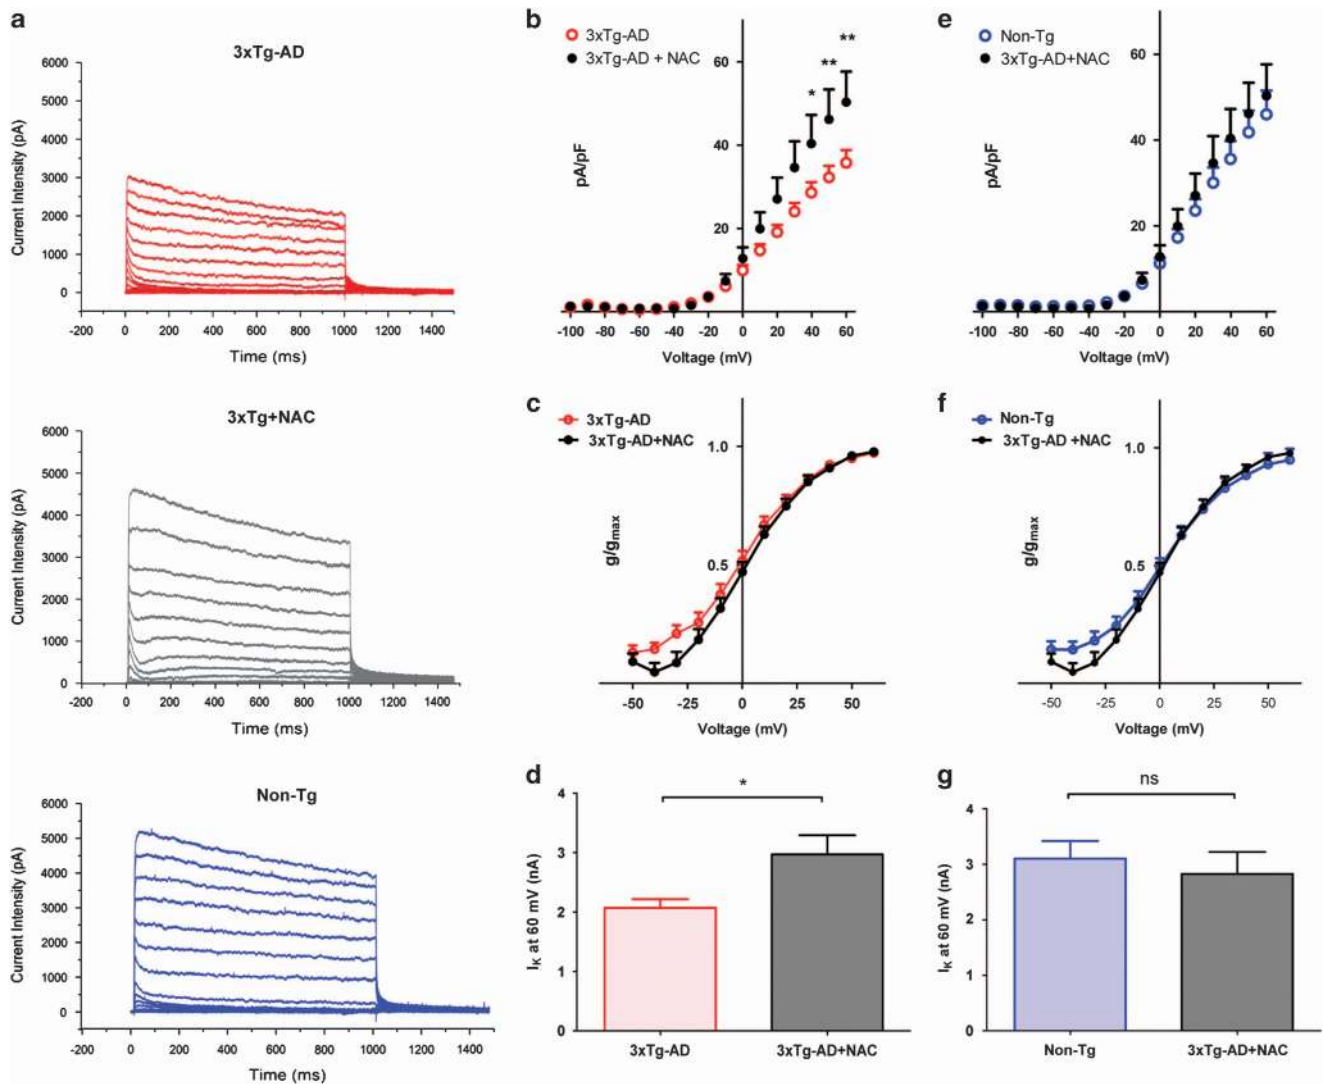 a
3xTg-AD
6000
5000
4000
3000
2000
1000
0
Current Intensity (pA)
-200 0 200 400 600 800 1000 1200 1400
Time (ms)
3xTg+NAC
6000
5000
4000
3000
2000
1000
0
Current Intensity (pA)
-200 0 200 400 600 800 1000 1200 1400
Time (ms)
Non-Tg
6000
5000
4000
3000
2000
1000
0
Current Intensity (pA)
-200 0 200 400 600 800 1000 1200 1400
Time (ms)
b
3xTg-AD
3xTg-AD + NAC
* ** **
60
40
20
pA/pF
-100 -80 -60 -40 -20 0 20 40 60
Voltage (mV)
c
3xTg-AD
3xTg-AD+NAC
1.0
0.5
g/gmax
-50 -25 0 25 50
Voltage (mV)
d
*
4
3
2
1
0
IK at 60 mV (nA)
3xTg-AD 3xTg-AD+NAC
e
Non-Tg
3xTg-AD+NAC
60
40
20
pA/pF
-100 -80 -60 -40 -20 0 20 40 60
Voltage (mV)
f
Non-Tg
3xTg-AD +NAC
1.0
0.5
g/gmax
-50 -25 0 25 50
Voltage (mV)
g
ns
4
3
2
1
0
IK at 60 mV (nA)
Non-Tg 3xTg-AD+NAC